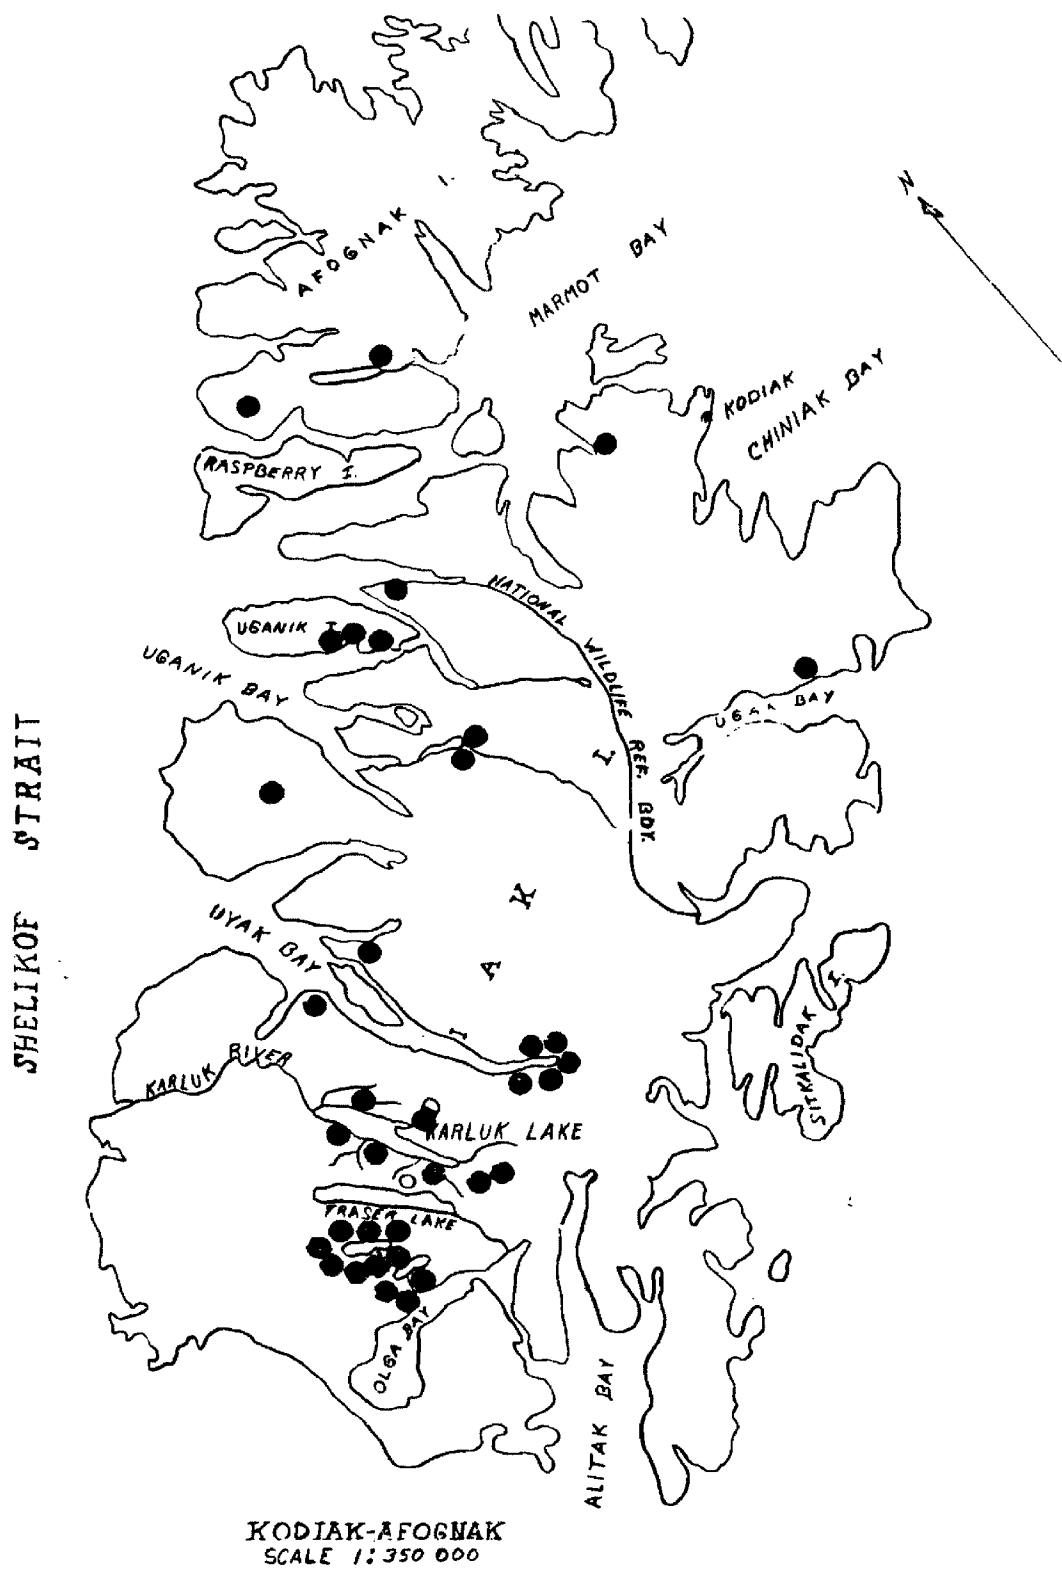 N
AFOGNAK
MARMOT BAY
KODIAK
CHINIAK BAY
RASPBERRY I.
NATIONAL WILDLIFE REF. BDY.
UGANIK I
UGANIK BAY
UGAK BAY
SHELIKOF STRAIT
K
A
I
I.
UYAK BAY
KARLUK RIVER
SITKALIDAK I.
KARLUK LAKE
FRASER LAKE
OLGA BAY
ALITAK BAY
KODIAK-AFOGNAK
SCALE 1:350 000